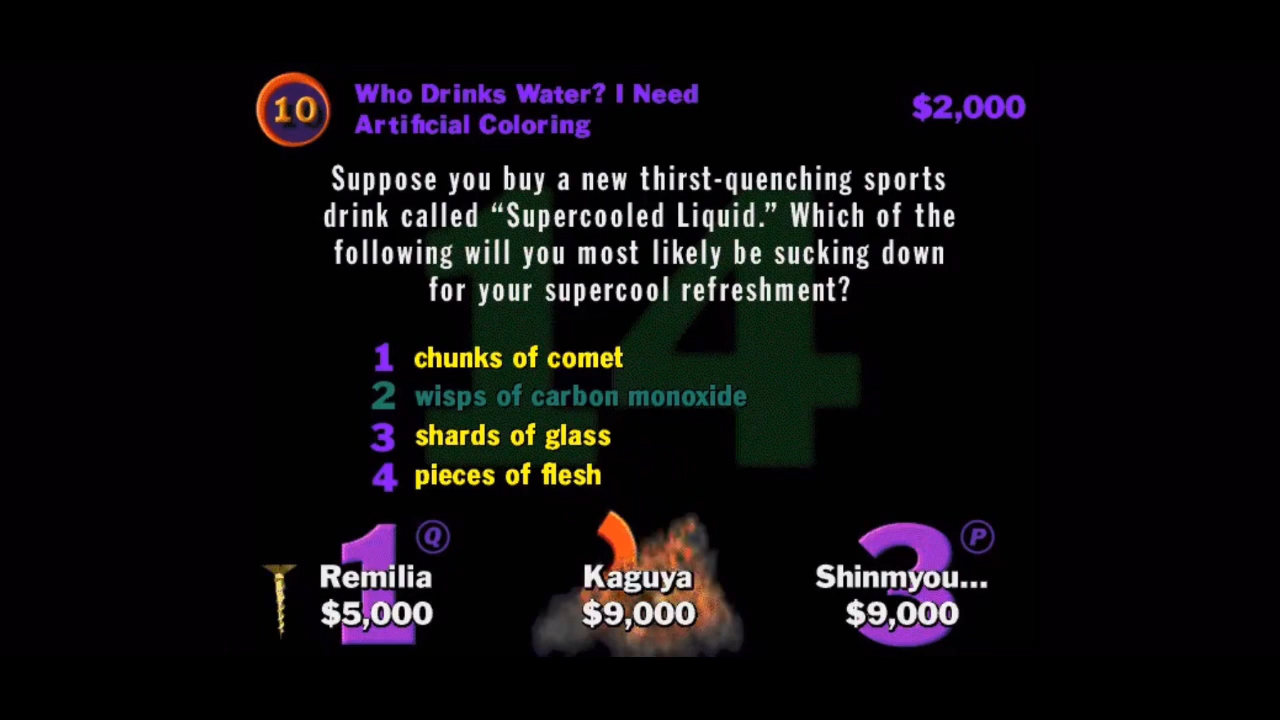 10
Who Drinks Water? I Need
Artificial Coloring
$2,000
Suppose you buy a new thirst-quenching sports
drink called “Supercooled Liquid.” Which of the
following will you most likely be sucking down
for your supercool refreshment?
14
1 chunks of comet
2 wisps of carbon monoxide
3 shards of glass
4 pieces of flesh
1 Q
Remilia
$5,000
Kaguya
$9,000
3 P
Shinmyou...
$9,000